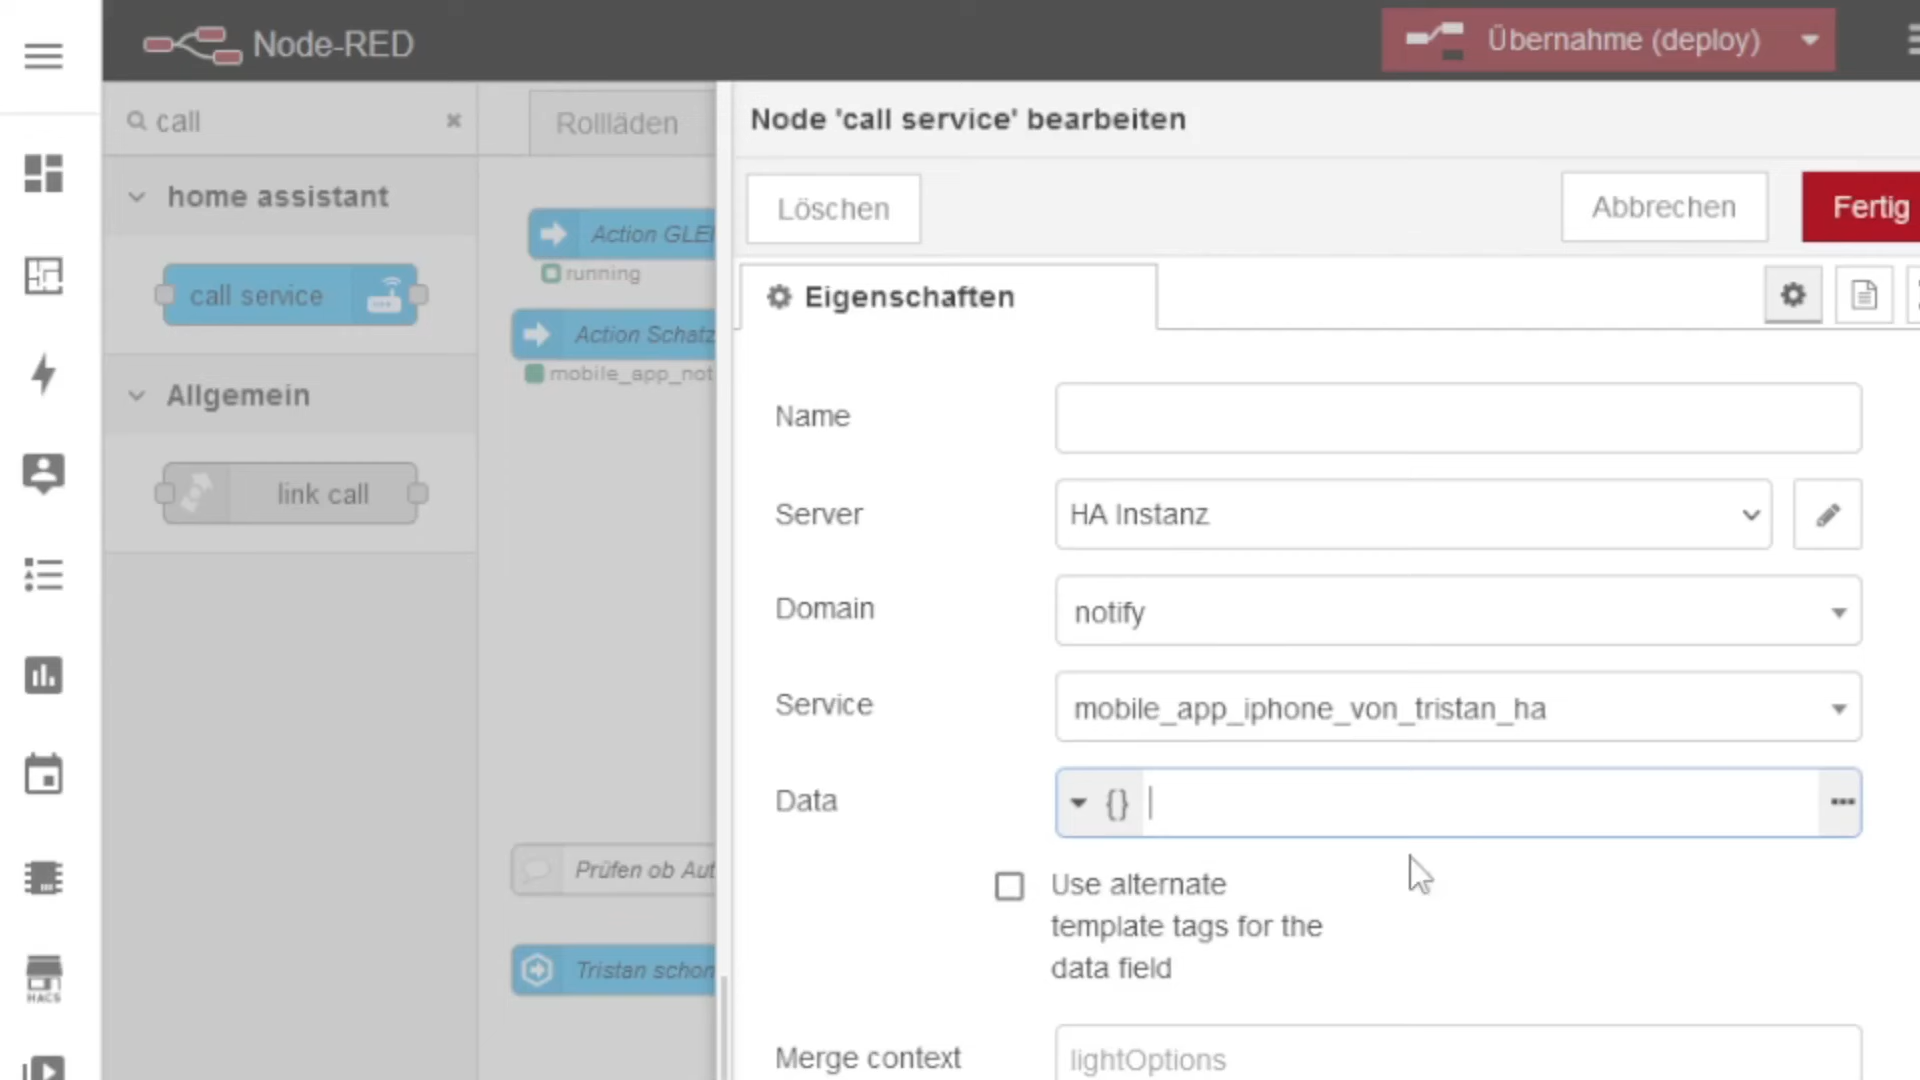 Node-RED
Übernahme (deploy)
call
Rollläden
Node 'call service' bearbeiten
home assistant
Löschen
Abbrechen
Fertig
Action GLEI
running
call service
Eigenschaften
Action Schatz
mobile_app_not
Allgemein
Name
link call
Server
HA Instanz
Domain
notify
Service
mobile_app_iphone_von_tristan_ha
Data
{}
Prüfen ob Aut
Use alternate
template tags for the
data field
Tristan schon
HACS
Merge context
lightOptions